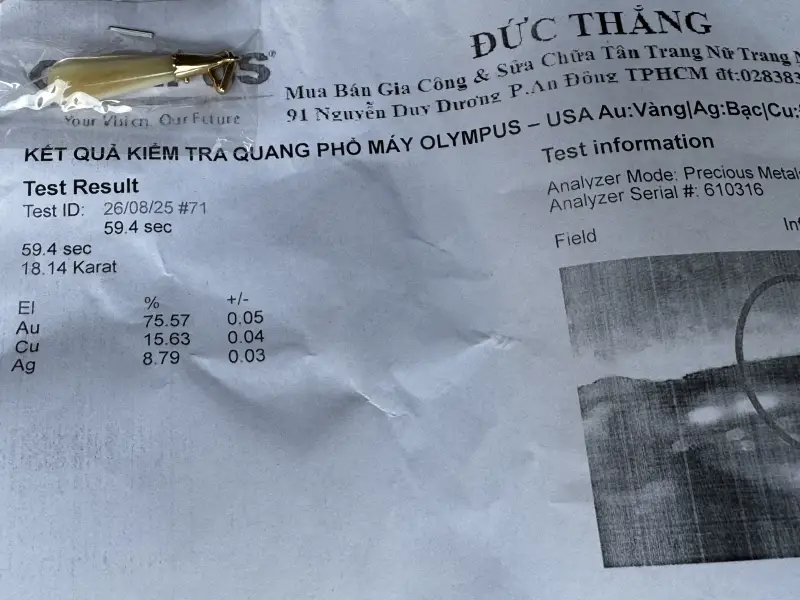 ĐỨC THẮNG
Mua Bán Gia Công & Sửa Chữa Tân Trang Nữ Trang
91 Nguyễn Duy Dương P.An Đông TPHCM đt:028383
Your Vision, Our Future
KẾT QUẢ KIỂM TRA QUANG PHỔ MÁY OLYMPUS – USA Au:Vàng|Ag:Bạc|Cu:
Test Result
Test ID: 26/08/25 #71
59.4 sec
59.4 sec
18.14 Karat
El % +/-
Au 75.57 0.05
Cu 15.63 0.04
Ag 8.79 0.03
Test information
Analyzer Mode: Precious Metal
Analyzer Serial #: 610316
Field